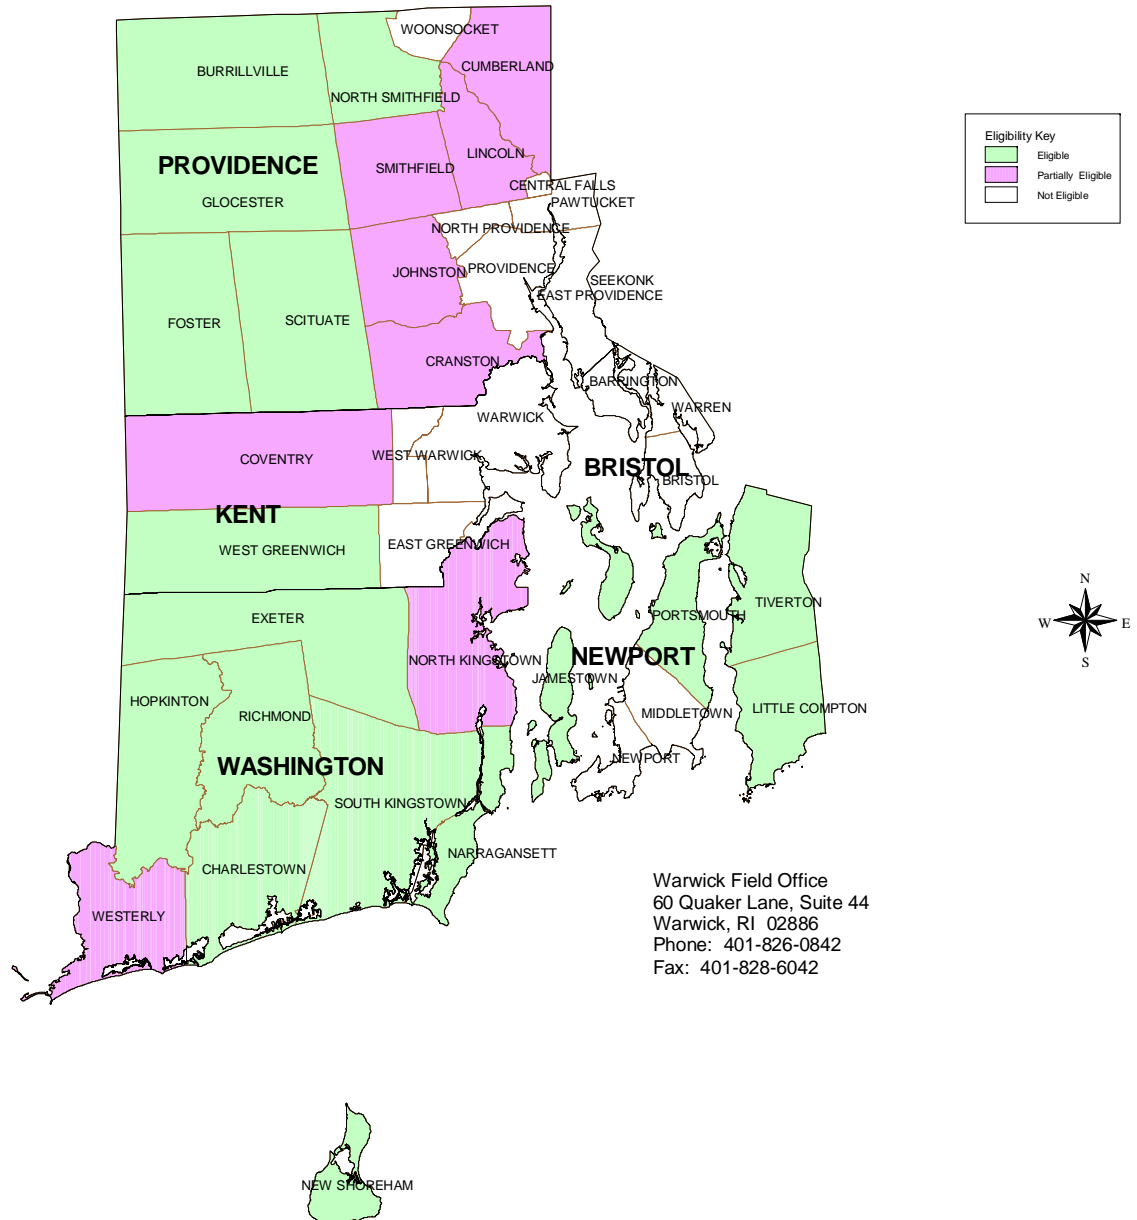 WOONSOCKET
CUMBERLAND
BURRILLVILLE
NORTH SMITHFIELD
Eligibility Key
Eligible
Partially Eligible
Not Eligible
PROVIDENCE
SMITHFIELD
LINCOLN
CENTRAL FALLS
PAWTUCKET
GLOCESTER
NORTH PROVIDENCE
JOHNSTON
PROVIDENCE
SEEKONK
EAST PROVIDENCE
FOSTER
SCITUATE
CRANSTON
BARRINGTON
WARREN
WARWICK
COVENTRY
WEST WARWICK
BRISTOL
BRISTOL
KENT
WEST GREENWICH
EAST GREENWICH
N
W
E
S
TIVERTON
PORTSMOUTH
EXETER
NORTH KINGSTOWN
NEWPORT
JAMESTOWN
HOPKINTON
RICHMOND
MIDDLETOWN
LITTLE COMPTON
NEWPORT
WASHINGTON
SOUTH KINGSTOWN
NARRAGANSETT
CHARLESTOWN
WESTERLY
Warwick Field Office
60 Quaker Lane, Suite 44
Warwick, RI 02886
Phone: 401-826-0842
Fax: 401-828-6042
NEW SHOREHAM